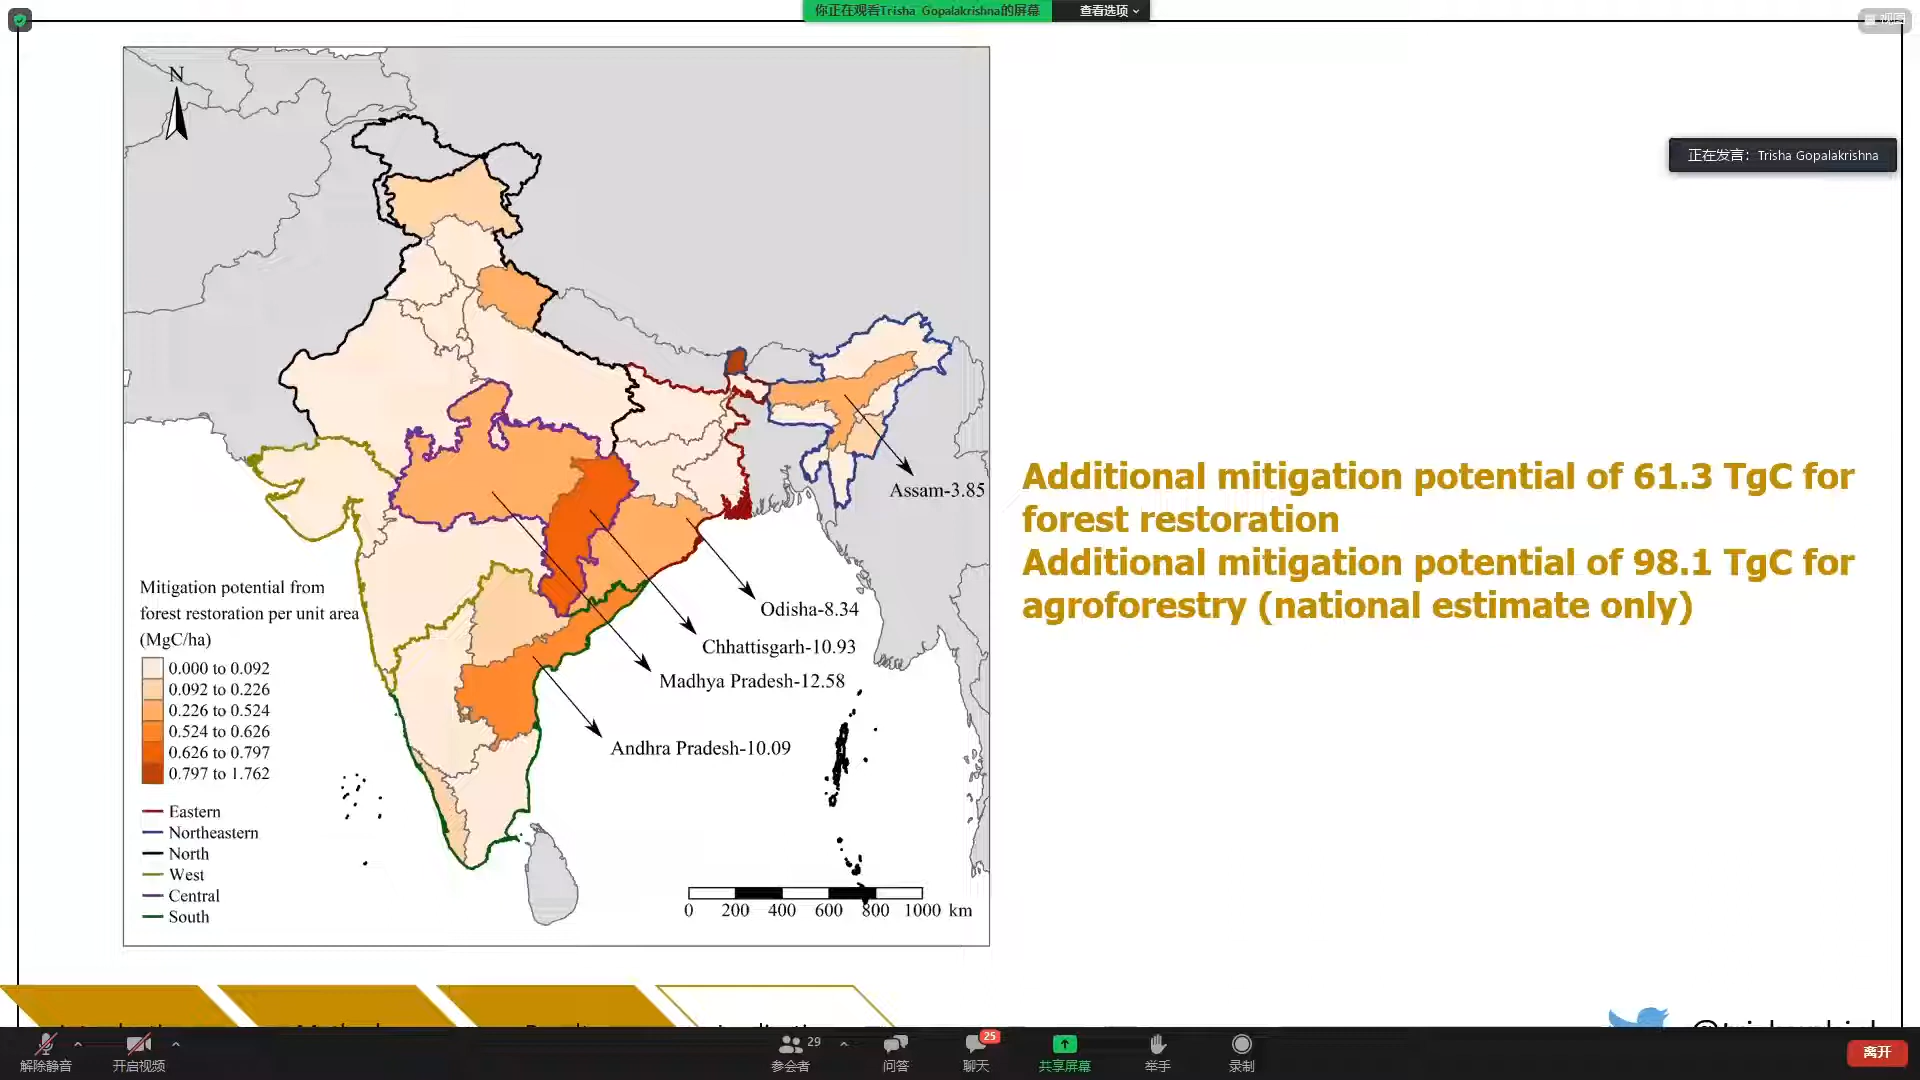 你正在观看Trisha Gopalakrishna的屏幕
查看选项
视图
正在发言: Trisha Gopalakrishna
N
Assam-3.85
Odisha-8.34
Chhattisgarh-10.93
Madhya Pradesh-12.58
Andhra Pradesh-10.09
Mitigation potential from
forest restoration per unit area
(MgC/ha)
0.000 to 0.092
0.092 to 0.226
0.226 to 0.524
0.524 to 0.626
0.626 to 0.797
0.797 to 1.762
Eastern
Northeastern
North
West
Central
South
0 200 400 600 800 1000 km
Additional mitigation potential of 61.3 TgC for
forest restoration
Additional mitigation potential of 98.1 TgC for
agroforestry (national estimate only)
解除静音
开启视频
29
参会者
问答
25
聊天
共享屏幕
举手
录制
离开